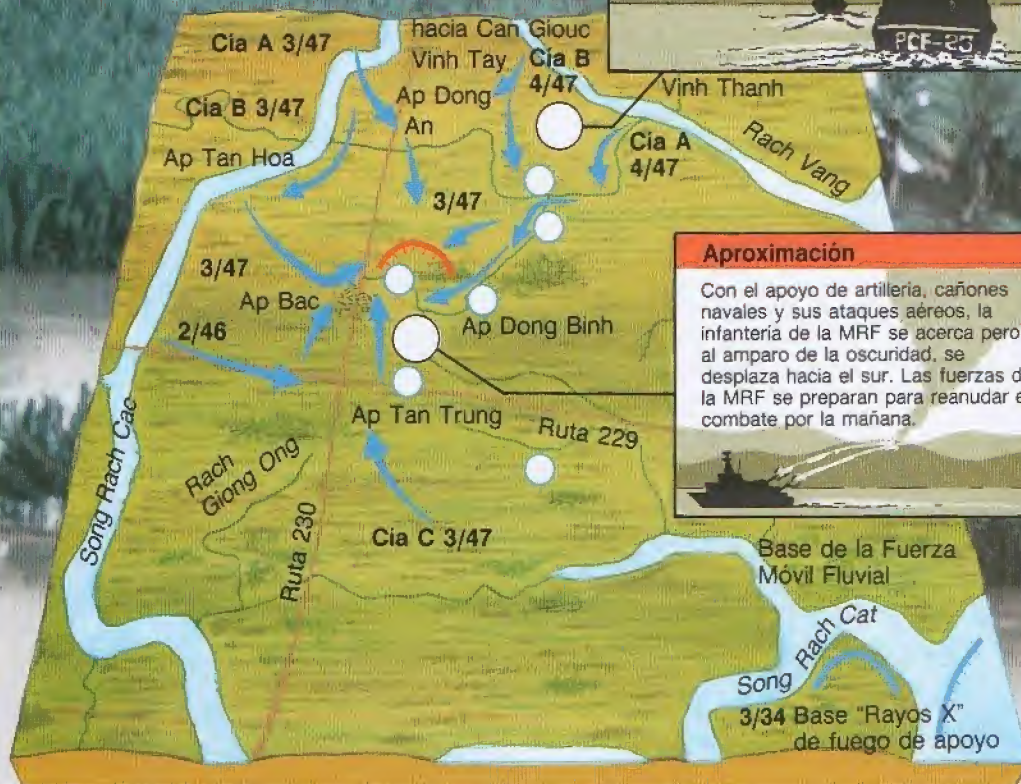 PCF-23
Cia A 3/47
hacia Can Giouc
Vinh Tay
Cia B
4/47
Cia B 3/47
Ap Dong
An
Vinh Thanh
Ap Tan Hoa
Cia A
4/47
Rach Vang
3/47
3/47
Ap Bac
2/46
Ap Dong Binh
Aproximación
Con el apoyo de artillería, cañones
navales y sus ataques aéreos, la
infantería de la MRF se acerca pero
al amparo de la oscuridad, se
desplaza hacia el sur. Las fuerzas d
la MRF se preparan para reanudar e
combate por la mañana.
Ap Tan Trung
Ruta 229
Song Rach Cac
Rach
Giong Ong
Ruta 230
Cia C 3/47
Base de la Fuerza
Móvil Fluvial
Song Rach Cat
3/34 Base "Rayos X"
de fuego de apoyo